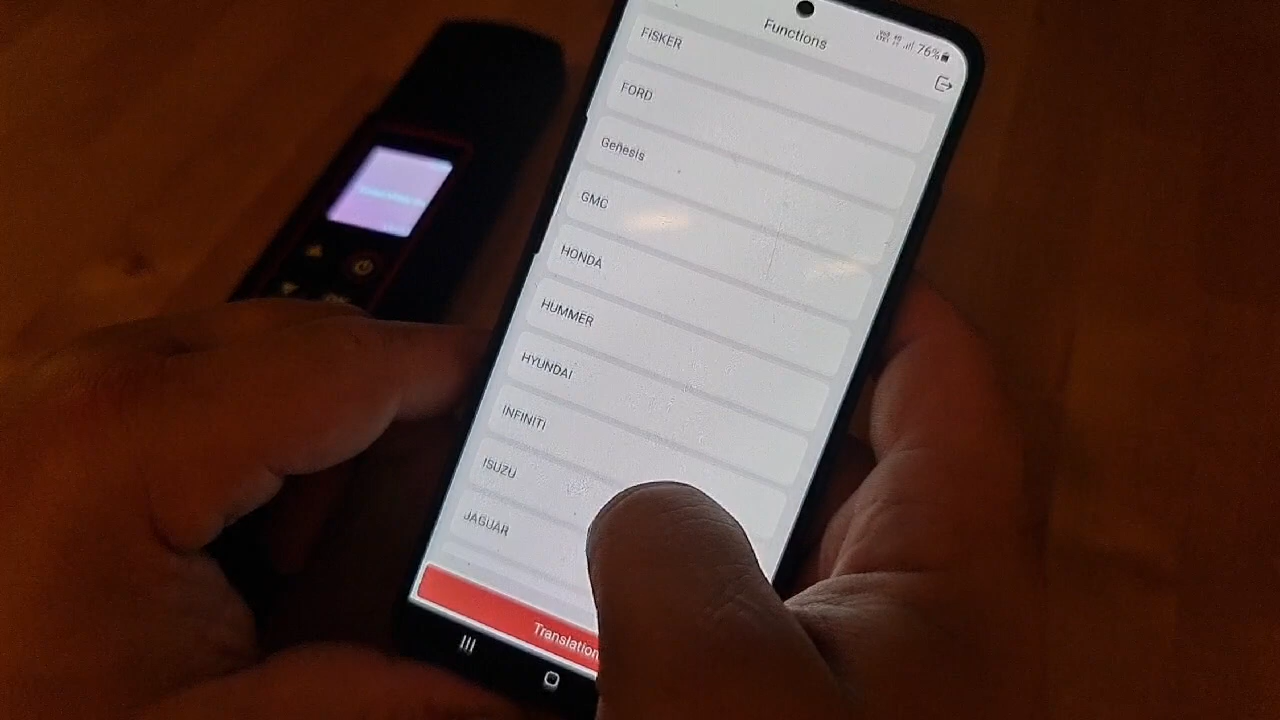 Functions
76%
FISKER
FORD
Genesis
GMC
HONDA
HUMMER
HYUNDAI
INFINITI
ISUZU
JAGUAR
Translation